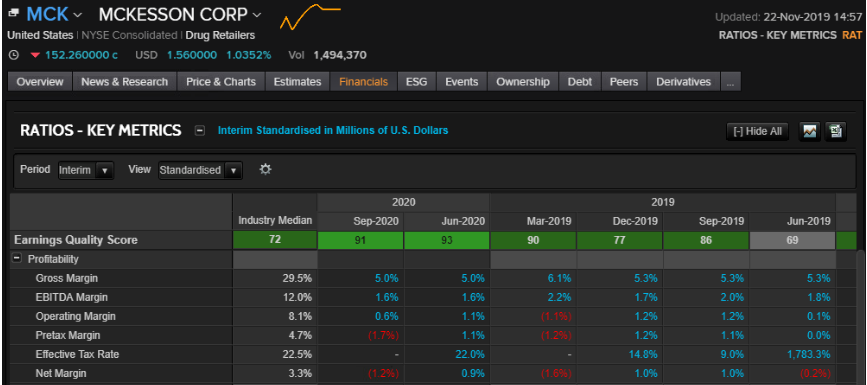 MCK MCKESSON CORP Updated: 22-Nov-2019 14:57
United States | NYSE Consolidated | Drug Retailers RATIOS - KEY METRICS RAT
152.260000 c USD 1.560000 1.0352% Vol 1,494,370
Overview News & Research Price & Charts Estimates Financials ESG Events Ownership Debt Peers Derivatives ...
RATIOS - KEY METRICS Interim Standardised in Millions of U.S. Dollars [-] Hide All
Period Interim View Standardised
2020 2019
Industry Median Sep-2020 Jun-2020 Mar-2019 Dec-2019 Sep-2019 Jun-2019
Earnings Quality Score 72 91 93 90 77 86 69
Profitability
Gross Margin 29.5% 5.0% 5.0% 6.1% 5.3% 5.3% 5.3%
EBITDA Margin 12.0% 1.6% 1.6% 2.2% 1.7% 2.0% 1.8%
Operating Margin 8.1% 0.6% 1.1% (1.1%) 1.2% 1.2% 0.1%
Pretax Margin 4.7% (1.7%) 1.1% (1.2%) 1.2% 1.1% 0.0%
Effective Tax Rate 22.5% - 22.0% - 14.8% 9.0% 1,783.3%
Net Margin 3.3% (1.2%) 0.9% (1.6%) 1.0% 1.0% (0.2%)